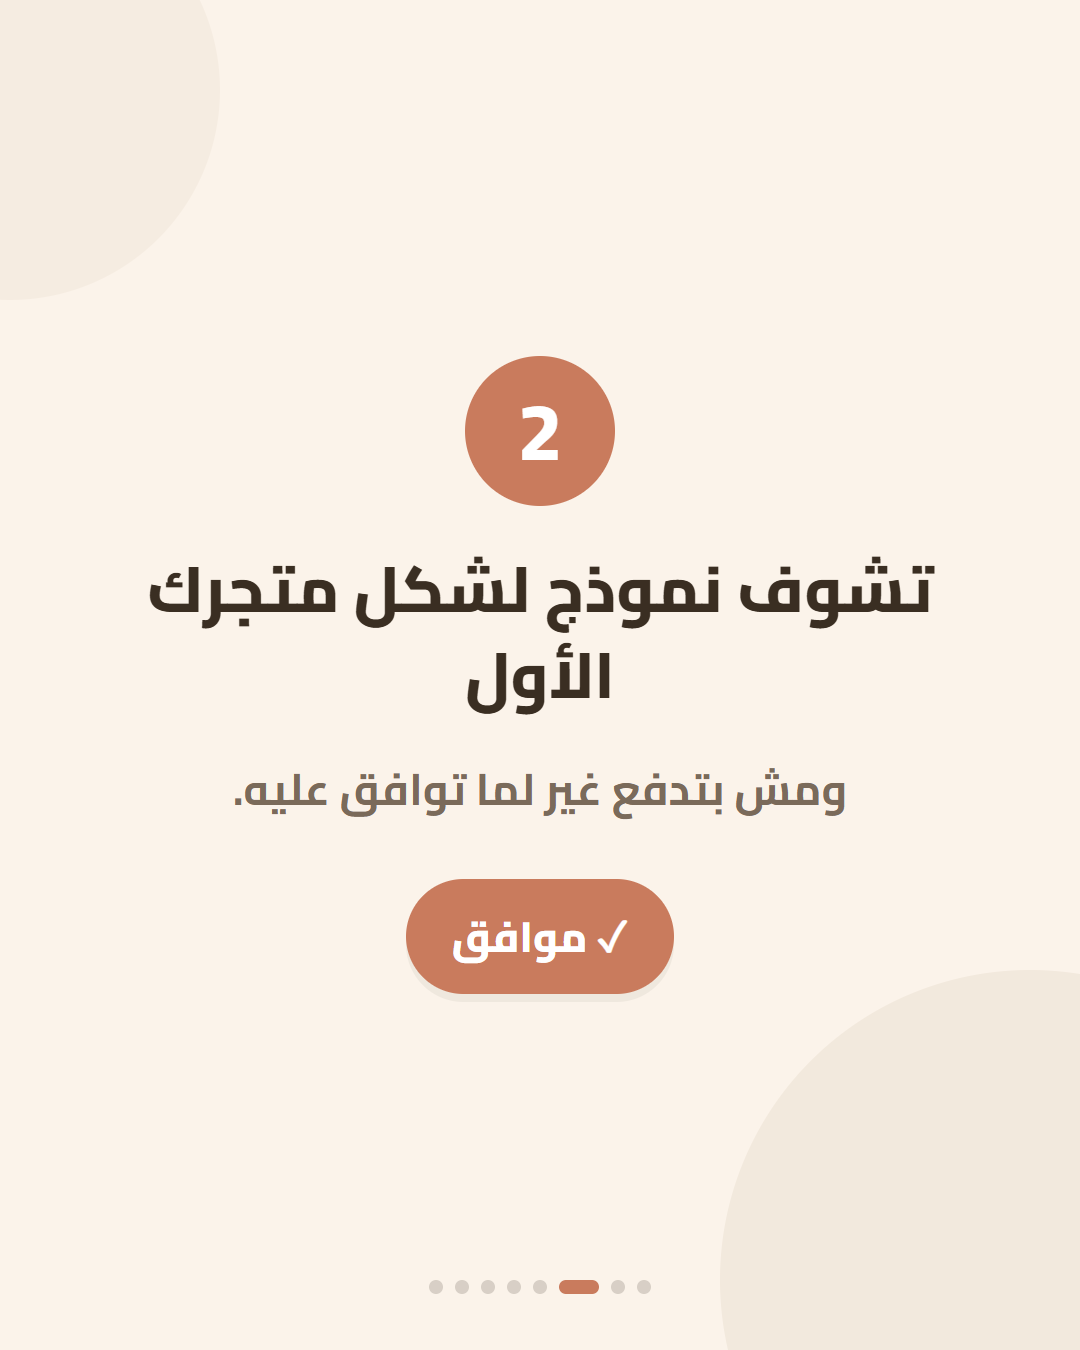 2
تشوف نموذج لشكل متجرك
الأول
ومش بتدفع غير لما توافق عليه.
✓ موافق